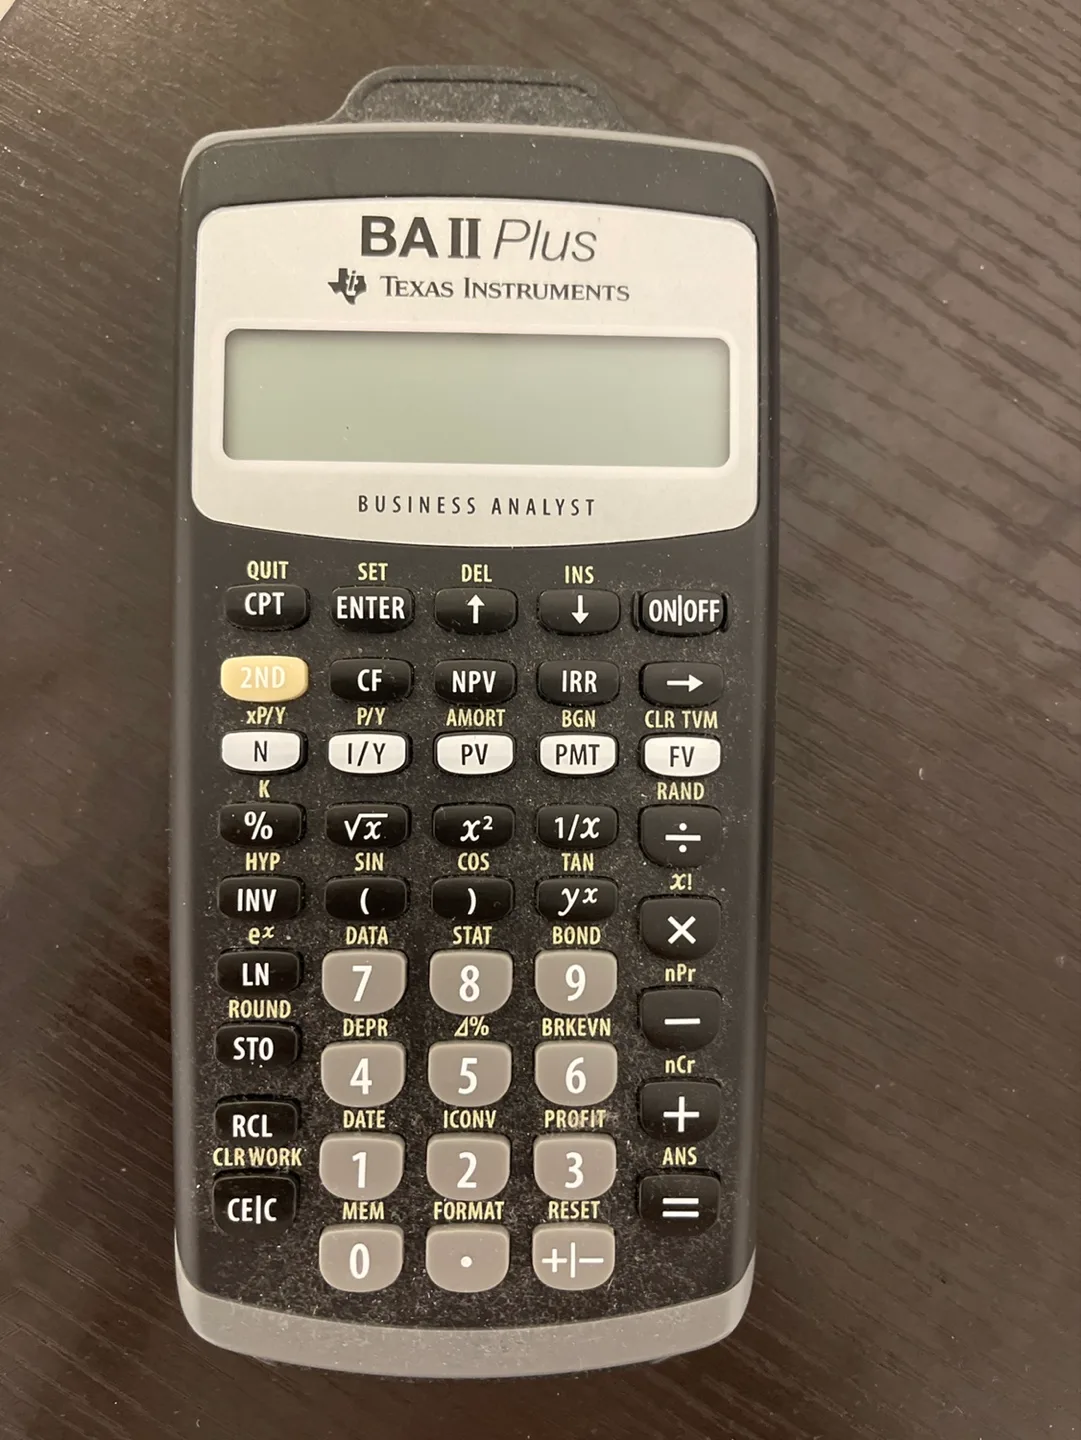 BA II Plus
TEXAS INSTRUMENTS
BUSINESS ANALYST
QUIT SET DEL INS
CPT ENTER ↑ ↓ ON|OFF
2ND CF NPV IRR →
xP/Y P/Y AMORT BGN CLR TVM
N I/Y PV PMT FV
K RAND
% √x x² 1/x ÷
HYP SIN COS TAN x!
INV ( ) yˣ ×
eˣ DATA STAT BOND nPr
LN 7 8 9 −
ROUND DEPR Δ% BRKEVN nCr
STO 4 5 6 +
DATE ICONV PROFIT ANS
RCL 1 2 3 =
CLR WORK MEM FORMAT RESET
CE|C 0 . +|−